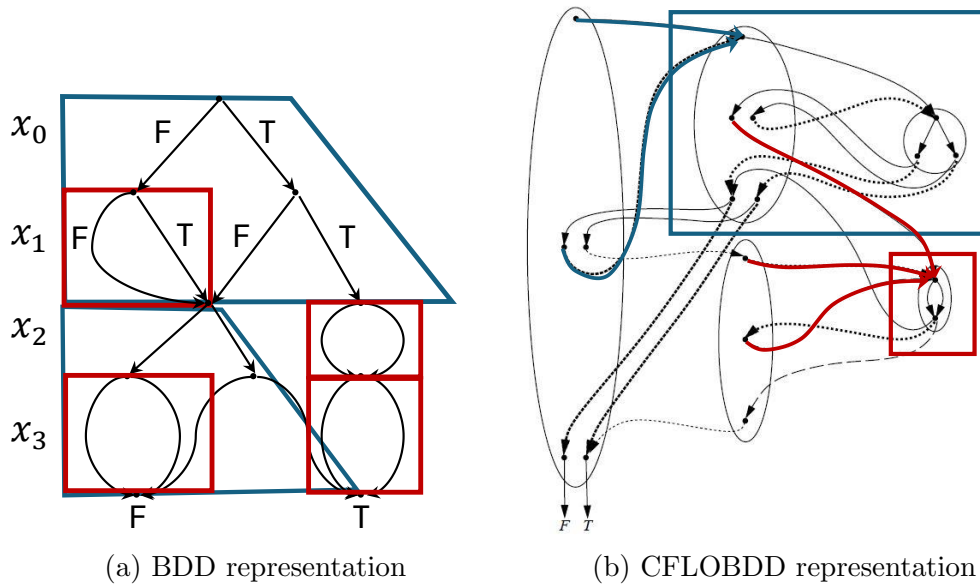 x₀
F T
x₁
F T F T
x₂
x₃
F T
F T
(a) BDD representation
(b) CFLOBDD representation